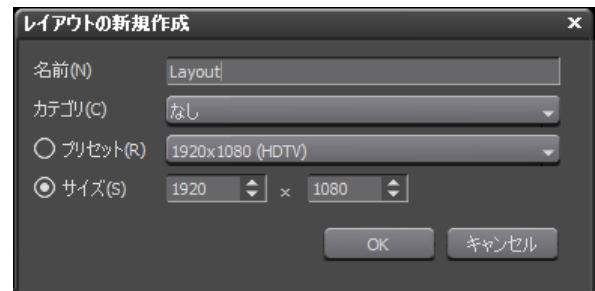 レイアウトの新規作成
名前(N) Layout
カテゴリ(C) なし
プリセット(R) 1920x1080 (HDTV)
サイズ(S) 1920 x 1080
OK キャンセル